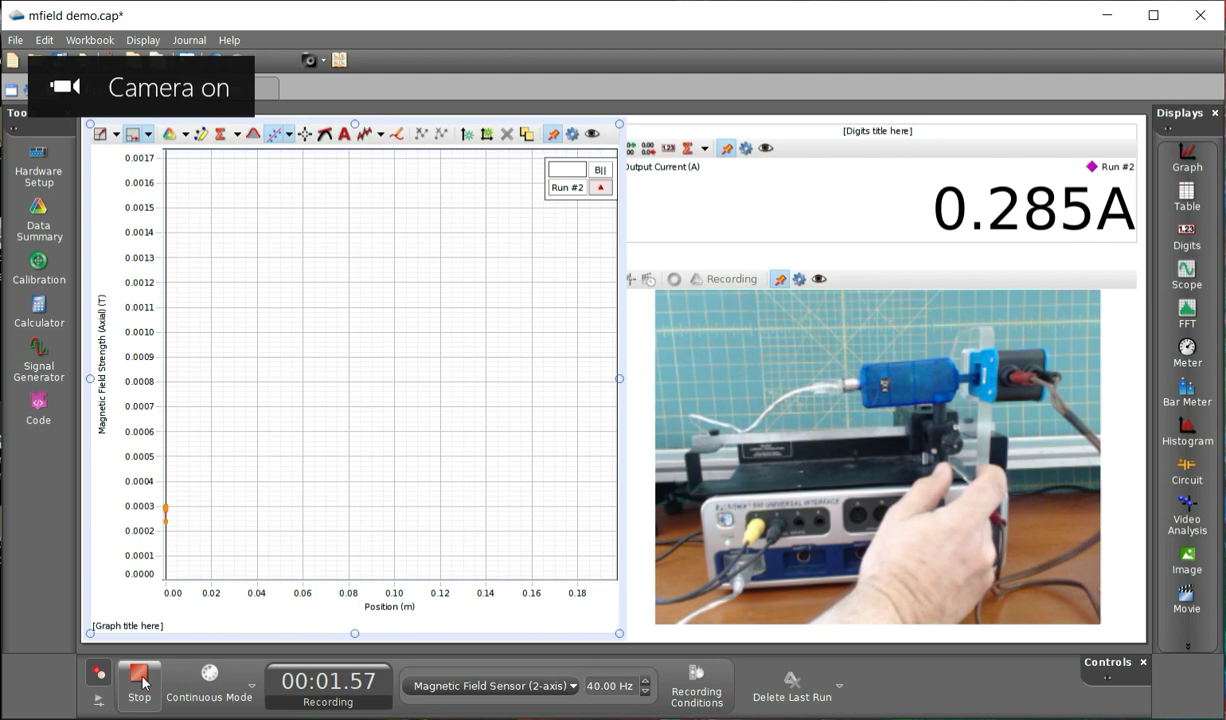 mfield demo.cap*
File Edit Workbook Display Journal Help
Camera on
Hardware Setup
Data Summary
Calibration
Calculator
Signal Generator
Code
0.0017
0.0016
0.0015
0.0014
0.0013
0.0012
0.0011
0.0010
0.0009
0.0008
0.0007
0.0006
0.0005
0.0004
0.0003
0.0002
0.0001
0.0000
Magnetic Field Strength (Axial) (T)
B||
Run #2
0.00 0.02 0.04 0.06 0.08 0.10 0.12 0.14 0.16 0.18
Position (m)
[Graph title here]
[Digits title here]
Output Current (A)
Run #2
0.285A
Recording
UNIVERSAL INTERFACE
Displays
Graph
Table
1.23
Digits
Scope
FFT
Meter
Bar Meter
Histogram
Circuit
Video Analysis
Image
Movie
Stop
Continuous Mode
00:01.57
Recording
Magnetic Field Sensor (2-axis)
40.00 Hz
Recording Conditions
Delete Last Run
Controls